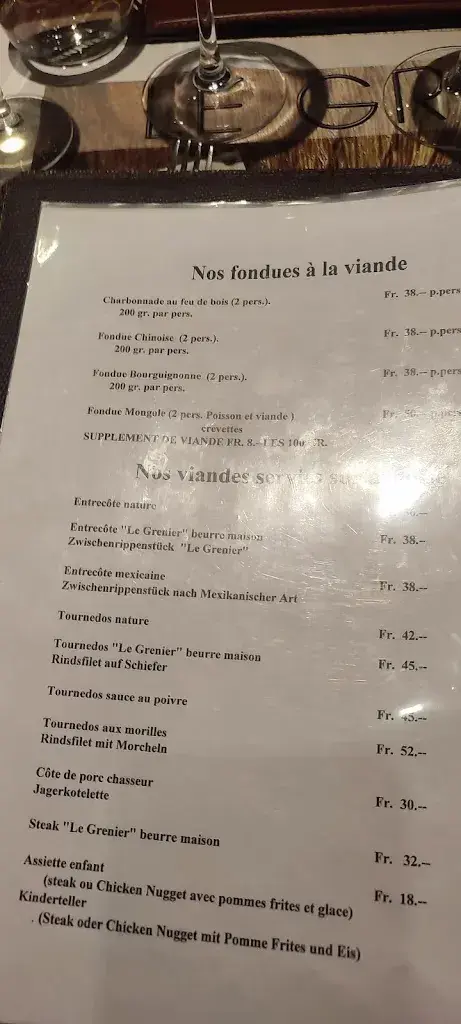 LE GR
Nos fondues à la viande
Charbonnade au feu de bois (2 pers.). Fr. 38.-- p.pers
200 gr. par pers.
Fondue Chinoise (2 pers.). Fr. 38.-- p.pers
200 gr. par pers.
Fondue Bourguignonne (2 pers.). Fr. 38.-- p.pers
200 gr. par pers.
Fondue Mongole (2 pers. Poisson et viande ) Fr. p.pers
crévettes
SUPPLEMENT DE VIANDE FR. 8.-- LES 100 GR.
Nos viandes
Entrecôte nature
Entrecôte "Le Grenier" beurre maison Fr. 38.--
Zwischenrippenstück "Le Grenier"
Entrecôte mexicaine Fr. 38.--
Zwischenrippenstück nach Mexikanischer Art
Tournedos nature Fr. 42.--
Tournedos "Le Grenier" beurre maison Fr. 45.--
Rindsfilet auf Schiefer
Tournedos sauce au poivre Fr. 45.--
Tournedos aux morilles Fr. 52.--
Rindsfilet mit Morcheln
Côte de porc chasseur Fr. 30.--
Jagerkotelette
Steak "Le Grenier" beurre maison Fr. 32.--
Assiette enfant Fr. 18.--
(steak ou Chicken Nugget avec pommes frites et glace)
Kinderteller
. (Steak oder Chicken Nugget mit Pomme Frites und Eis)